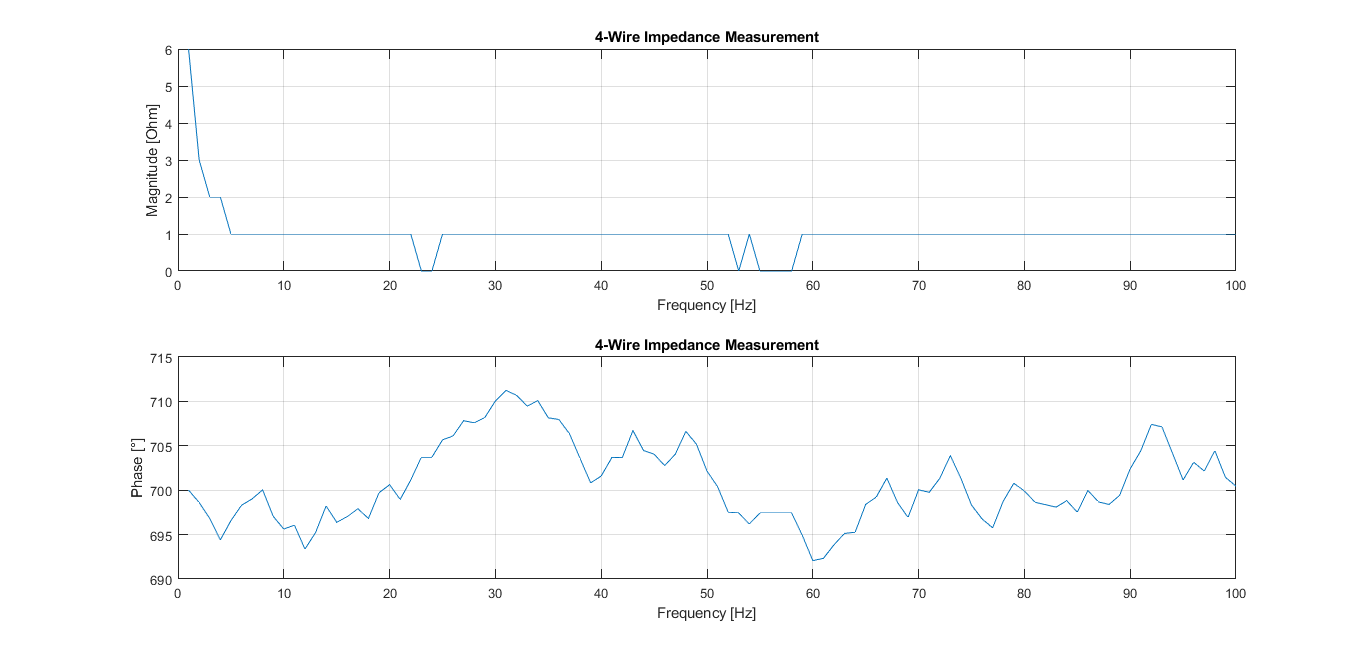 4-Wire Impedance Measurement
6
5
4
3
2
1
0
Magnitude [Ohm]
0 10 20 30 40 50 60 70 80 90 100
Frequency [Hz]
4-Wire Impedance Measurement
715
710
705
700
695
690
Phase [°]
0 10 20 30 40 50 60 70 80 90 100
Frequency [Hz]